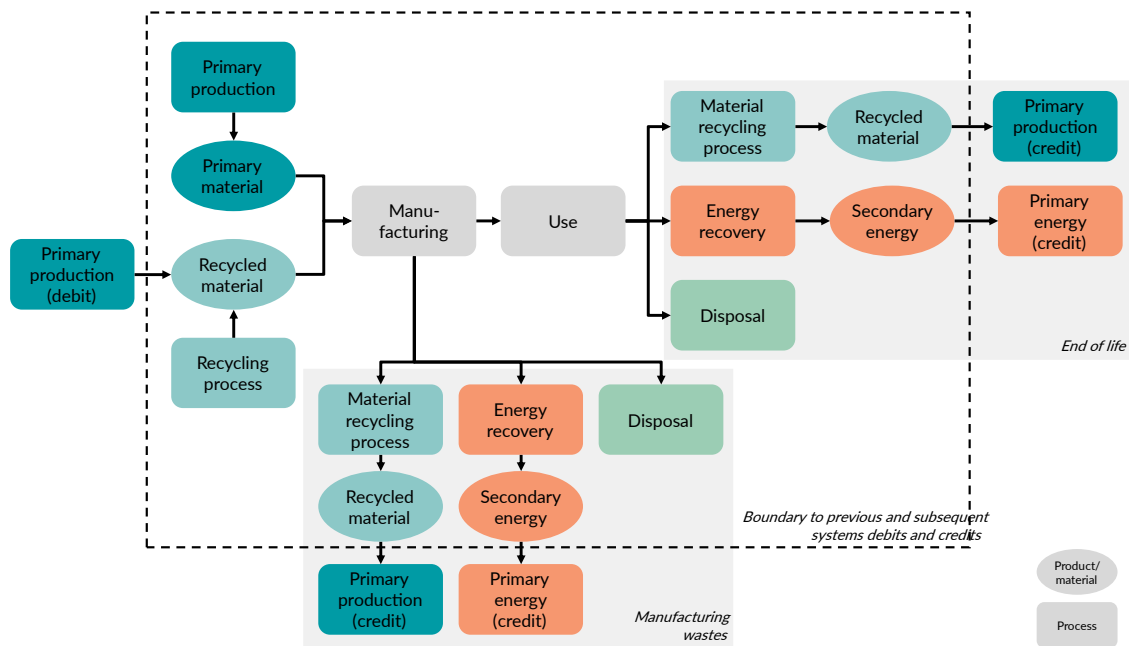 Primary
production
Primary
material
Primary
production
(debit)
Recycled
material
Recycling
process
Manu-
facturing
Use
Material
recycling
process
Recycled
material
Primary
production
(credit)
Energy
recovery
Secondary
energy
Primary
energy
(credit)
Disposal
End of life
Material
recycling
process
Energy
recovery
Disposal
Recycled
material
Secondary
energy
Boundary to previous and subsequent
systems debits and credits
Primary
production
(credit)
Primary
energy
(credit)
Manufacturing
wastes
Product/
material
Process